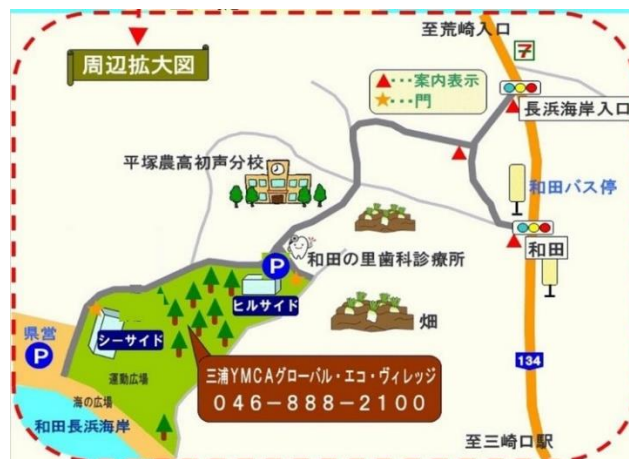 至荒崎入口
7
周辺拡大図
▲・・・案内表示
★・・・門
長浜海岸入口
平塚農高初声分校
和田バス停
和田
P
和田の里歯科診療所
ヒルサイド
畑
県営
P
シーサイド
134
三浦YMCAグローバル・エコ・ヴィレッジ
046-888-2100
運動広場
海の広場
和田長浜海岸
至三崎口駅